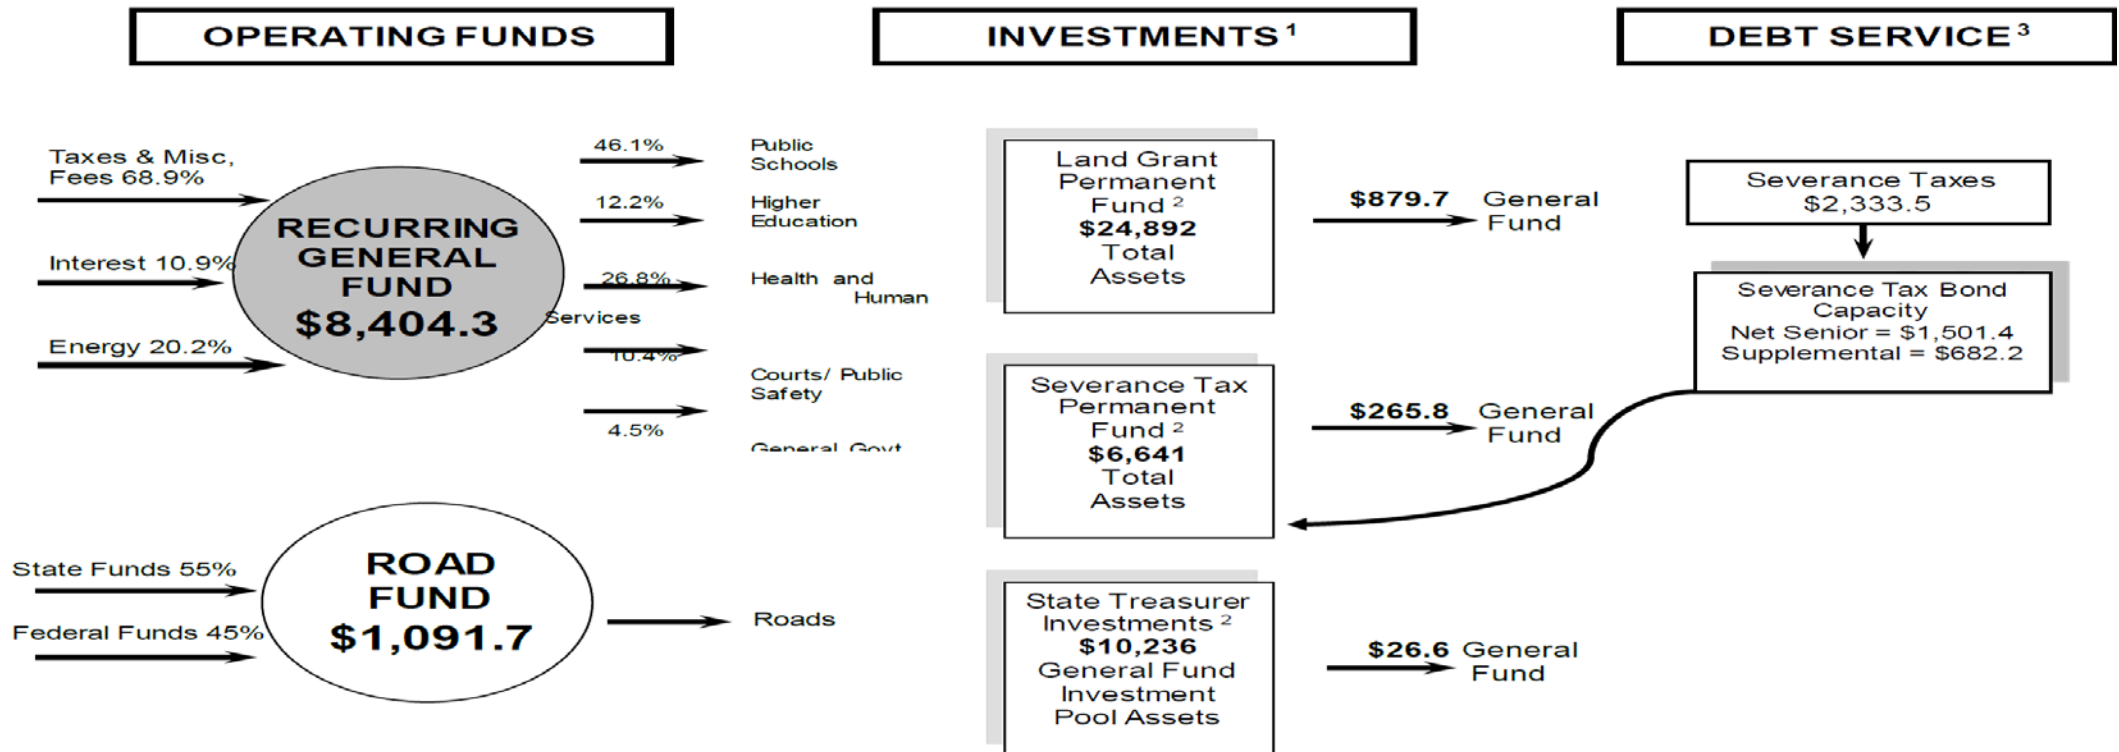 OPERATING FUNDS
INVESTMENTS ¹
DEBT SERVICE ³
Taxes & Misc,
Fees 68.9%
Interest 10.9%
Energy 20.2%
RECURRING
GENERAL
FUND
$8,404.3
46.1%
Public
Schools
12.2%
Higher
Education
26.8%
Health and
Human
Services
10.4%
Courts/ Public
Safety
4.5%
General Govt
State Funds 55%
Federal Funds 45%
ROAD
FUND
$1,091.7
Roads
Land Grant
Permanent
Fund ²
$24,892
Total
Assets
$879.7 General
Fund
Severance Tax
Permanent
Fund ²
$6,641
Total
Assets
$265.8 General
Fund
State Treasurer
Investments ²
$10,236
General Fund
Investment
Pool Assets
$26.6 General
Fund
Severance Taxes
$2,333.5
Severance Tax Bond
Capacity
Net Senior = $1,501.4
Supplemental = $682.2